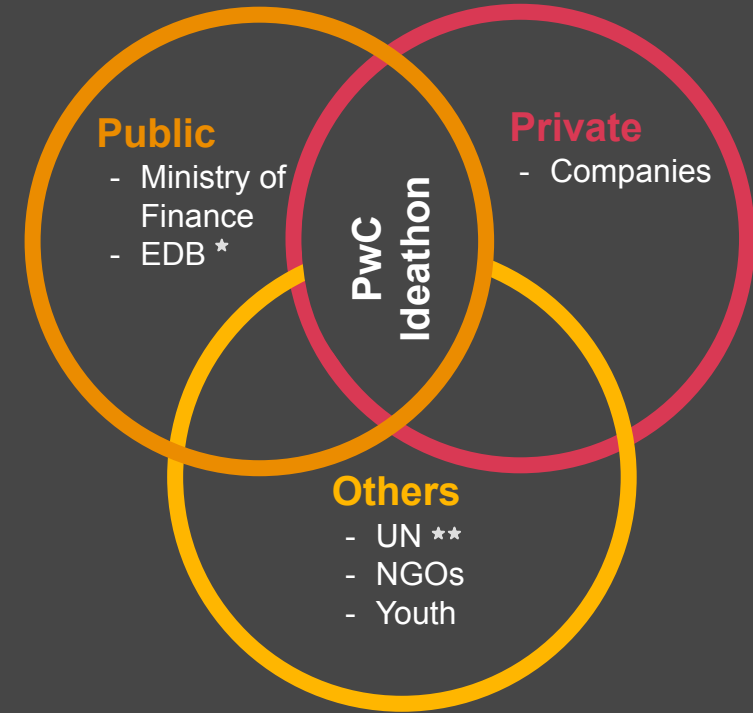 Public
- Ministry of
Finance
- EDB *
Private
- Companies
PwC
Ideathon
Others
- UN **
- NGOs
- Youth